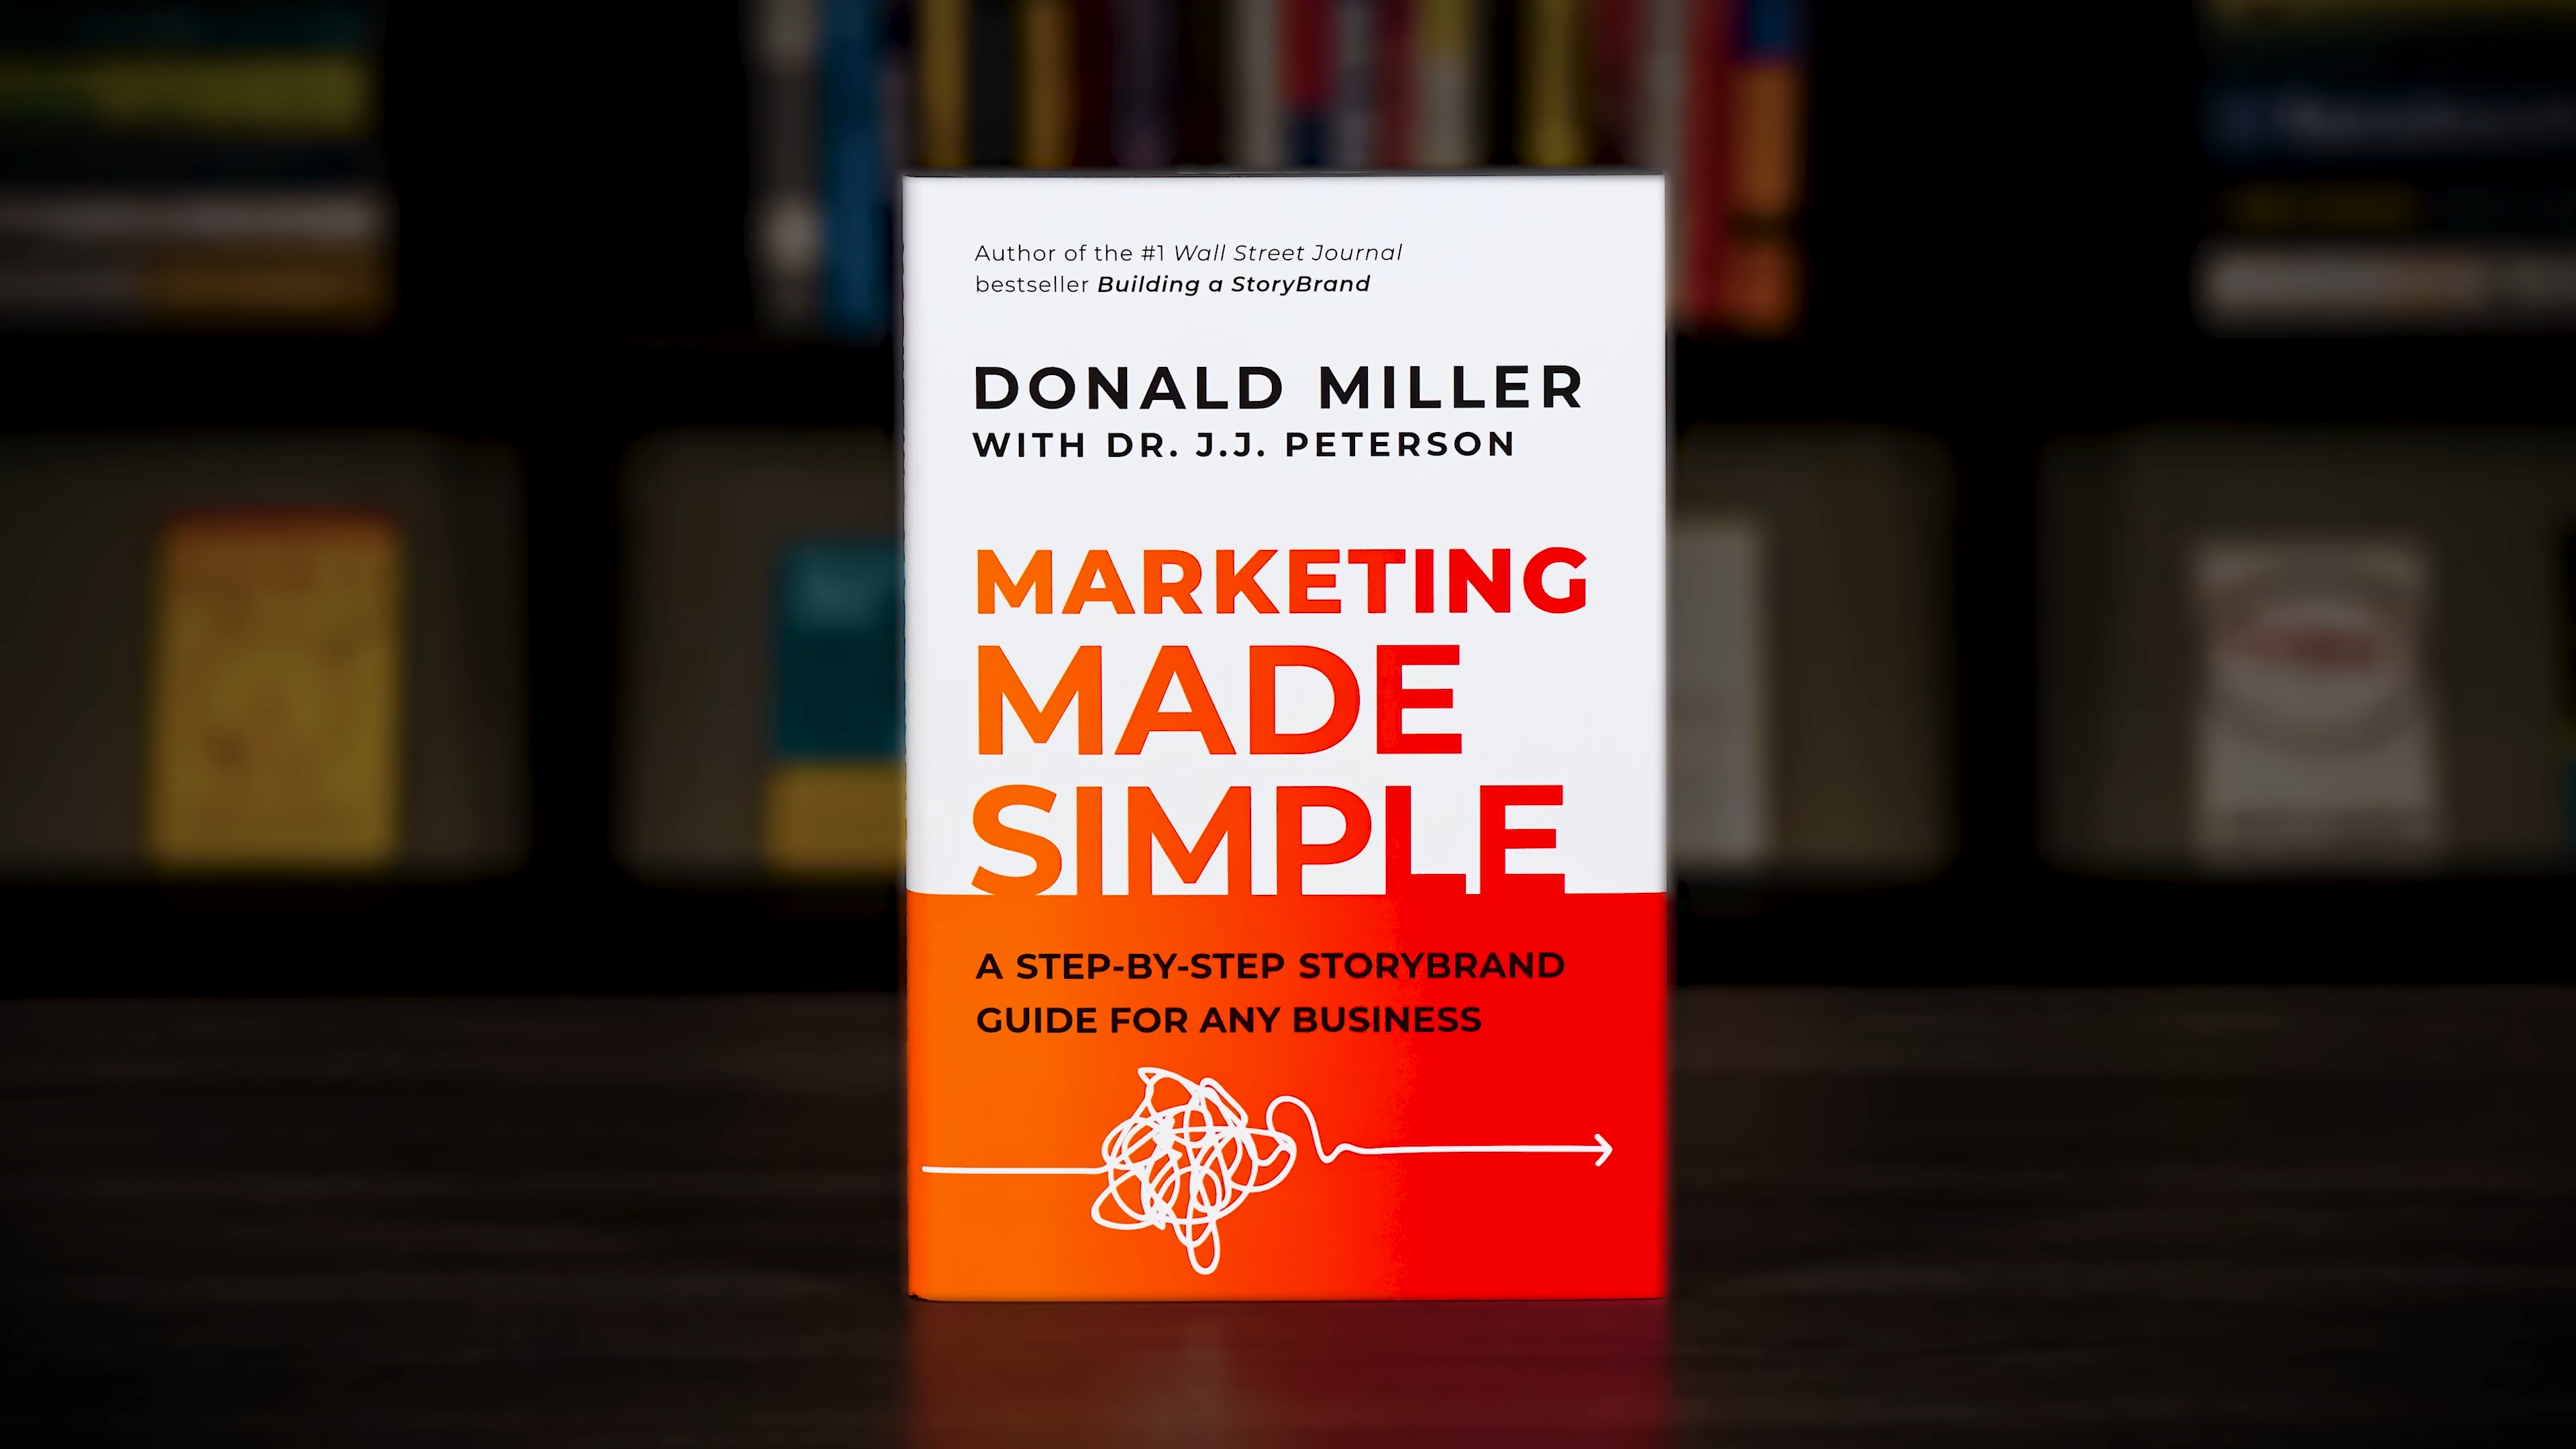 Author of the #1 Wall Street Journal
bestseller Building a StoryBrand
DONALD MILLER
WITH DR. J.J. PETERSON
MARKETING
MADE
SIMPLE
A STEP-BY-STEP STORYBRAND
GUIDE FOR ANY BUSINESS